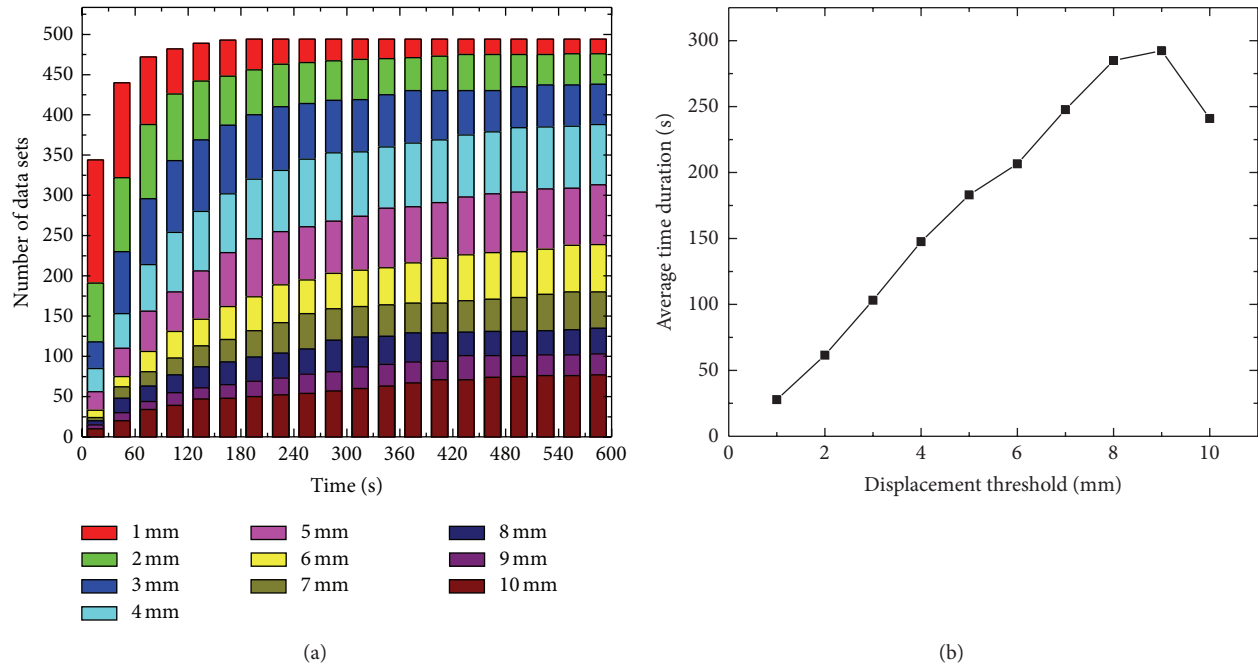 Number of data sets
500
450
400
350
300
250
200
150
100
50
0
0 60 120 180 240 300 360 420 480 540 600
Time (s)
1 mm
2 mm
3 mm
4 mm
5 mm
6 mm
7 mm
8 mm
9 mm
10 mm
(a)
Average time duration (s)
300
250
200
150
100
50
0
0 2 4 6 8 10
Displacement threshold (mm)
(b)